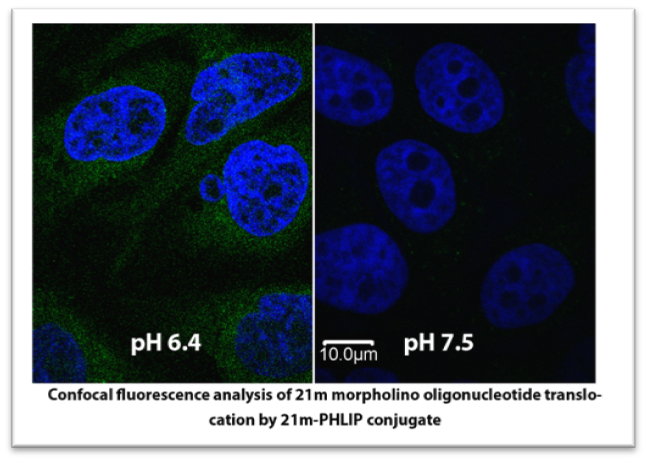 pH 6.4
10.0µm
pH 7.5
Confocal fluorescence analysis of 21m morpholino oligonucleotide translo-
cation by 21m-PHLIP conjugate